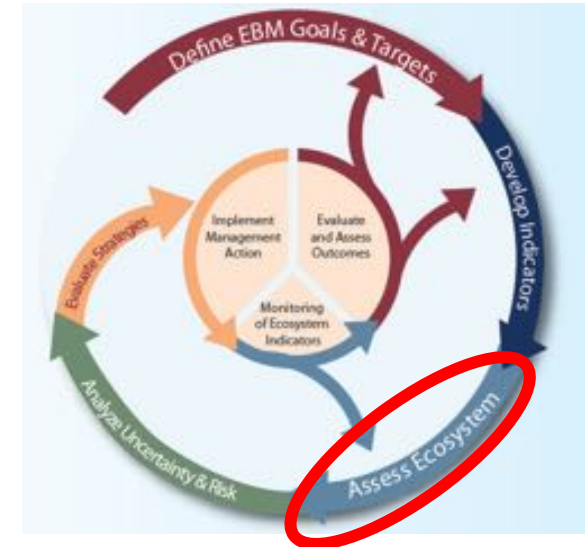 Define EBM Goals & Targets
Develop Indicators
Assess Ecosystem
Analyze Uncertainty & Risk
Evaluate Strategies
Implement
Management
Action
Evaluate
and Assess
Outcomes
Monitoring
of Ecosystem
Indicators